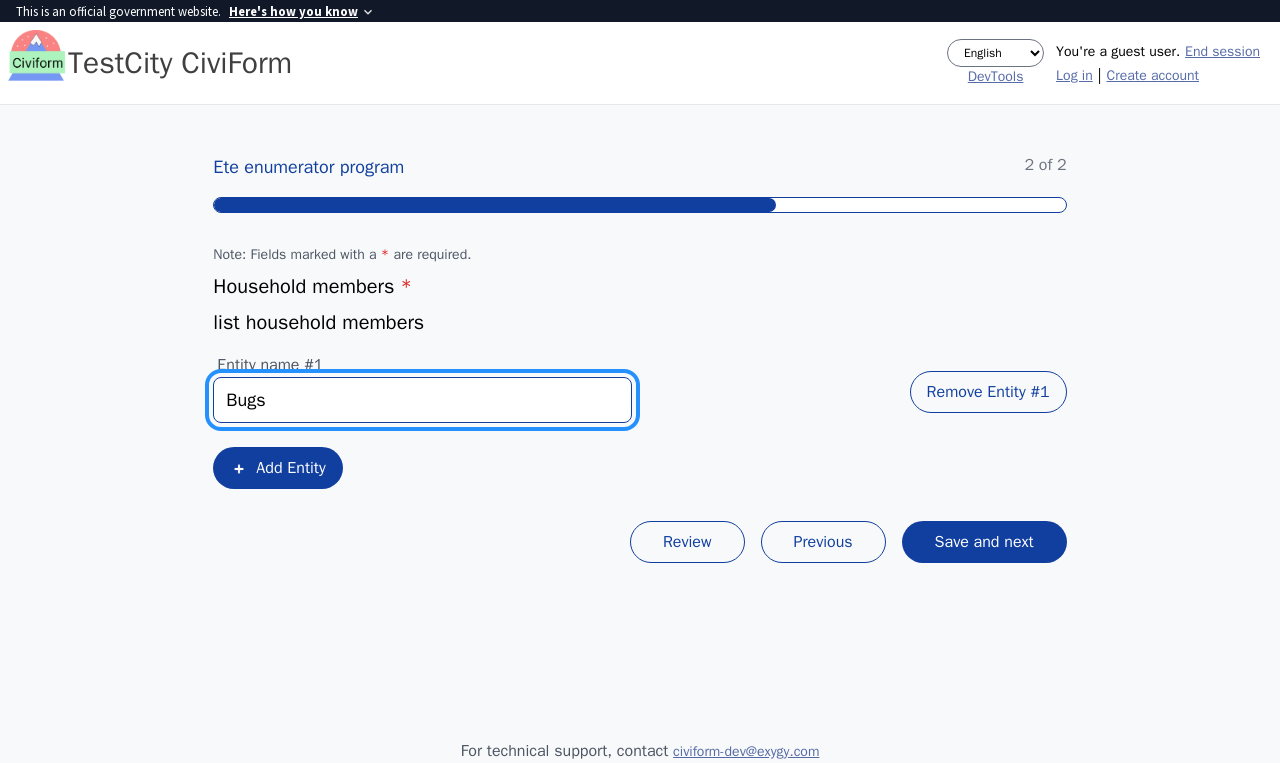 This is an official government website. Here's how you know
Civiform
TestCity CiviForm
English
DevTools
You're a guest user. End session
Log in | Create account
Ete enumerator program
2 of 2
Note: Fields marked with a * are required.
Household members *
list household members
Entity name #1
Bugs
Remove Entity #1
+ Add Entity
Review
Previous
Save and next
For technical support, contact civiform-dev@exygy.com